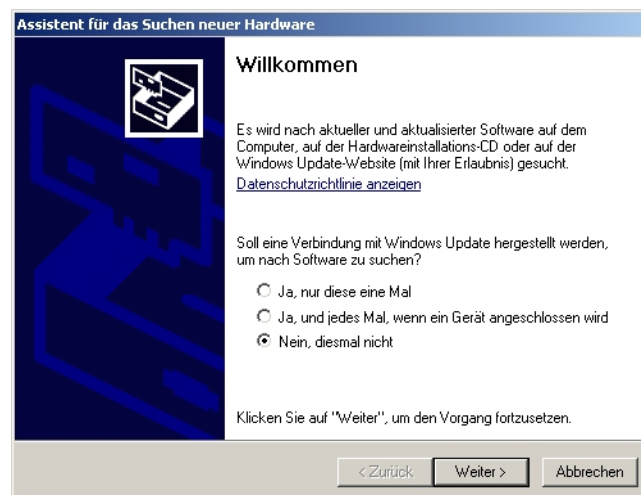 Assistent für das Suchen neuer Hardware
Willkommen
Es wird nach aktueller und aktualisierter Software auf dem
Computer, auf der Hardwareinstallations-CD oder auf der
Windows Update-Website (mit Ihrer Erlaubnis) gesucht.
Datenschutzrichtlinie anzeigen
Soll eine Verbindung mit Windows Update hergestellt werden,
um nach Software zu suchen?
Ja, nur diese eine Mal
Ja, und jedes Mal, wenn ein Gerät angeschlossen wird
Nein, diesmal nicht
Klicken Sie auf "Weiter", um den Vorgang fortzusetzen.
< Zurück Weiter > Abbrechen